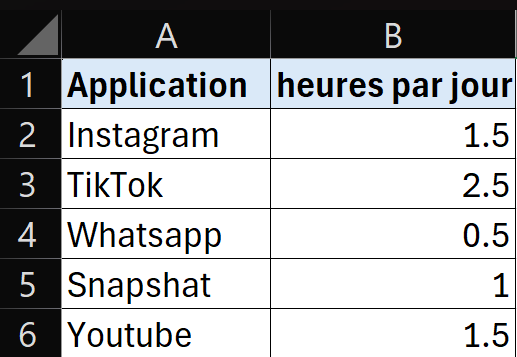 A B
1 Application heures par jour
2 Instagram 1.5
3 TikTok 2.5
4 Whatsapp 0.5
5 Snapshat 1
6 Youtube 1.5